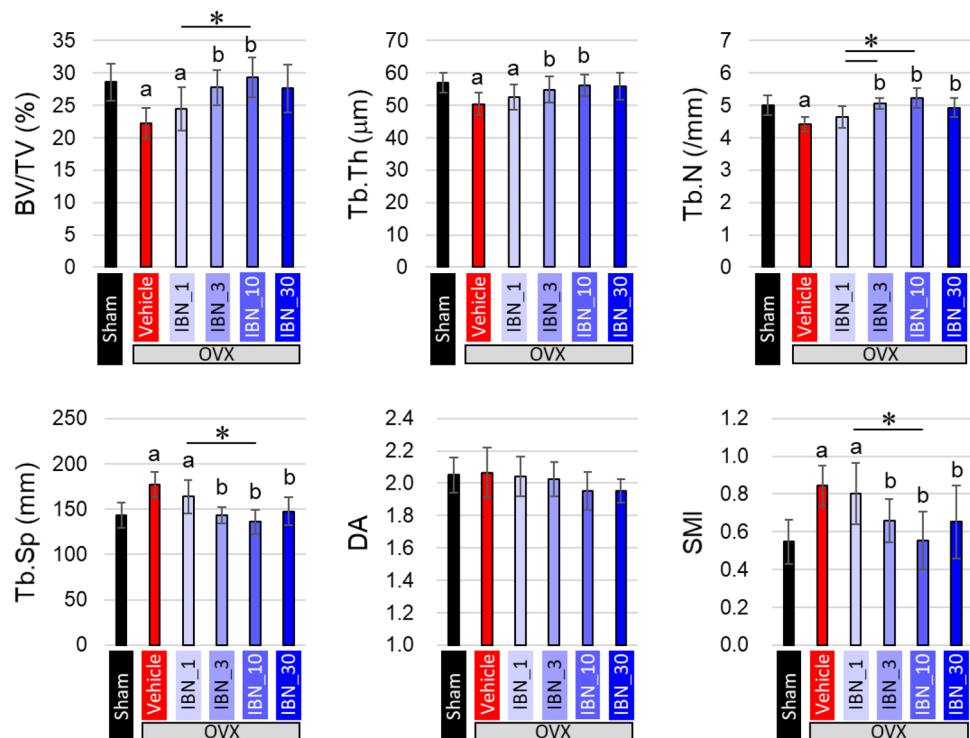 BV/TV (%)
35
30
25
20
15
10
5
0
a
a
b
b
*
Sham
Vehicle
IBN_1
IBN_3
IBN_10
IBN_30
OVX
Tb.Th (μm)
70
60
50
40
30
20
10
0
a
a
b
b
Sham
Vehicle
IBN_1
IBN_3
IBN_10
IBN_30
OVX
Tb.N (/mm)
7
6
5
4
3
2
1
0
a
b
b
b
*
Sham
Vehicle
IBN_1
IBN_3
IBN_10
IBN_30
OVX
Tb.Sp (mm)
250
200
150
100
50
0
a
a
b
b
b
*
Sham
Vehicle
IBN_1
IBN_3
IBN_10
IBN_30
OVX
DA
2.4
2.2
2.0
1.8
1.6
1.4
1.2
1.0
Sham
Vehicle
IBN_1
IBN_3
IBN_10
IBN_30
OVX
SMI
1.2
1.0
0.8
0.6
0.4
0.2
0.0
a
a
b
b
b
*
Sham
Vehicle
IBN_1
IBN_3
IBN_10
IBN_30
OVX